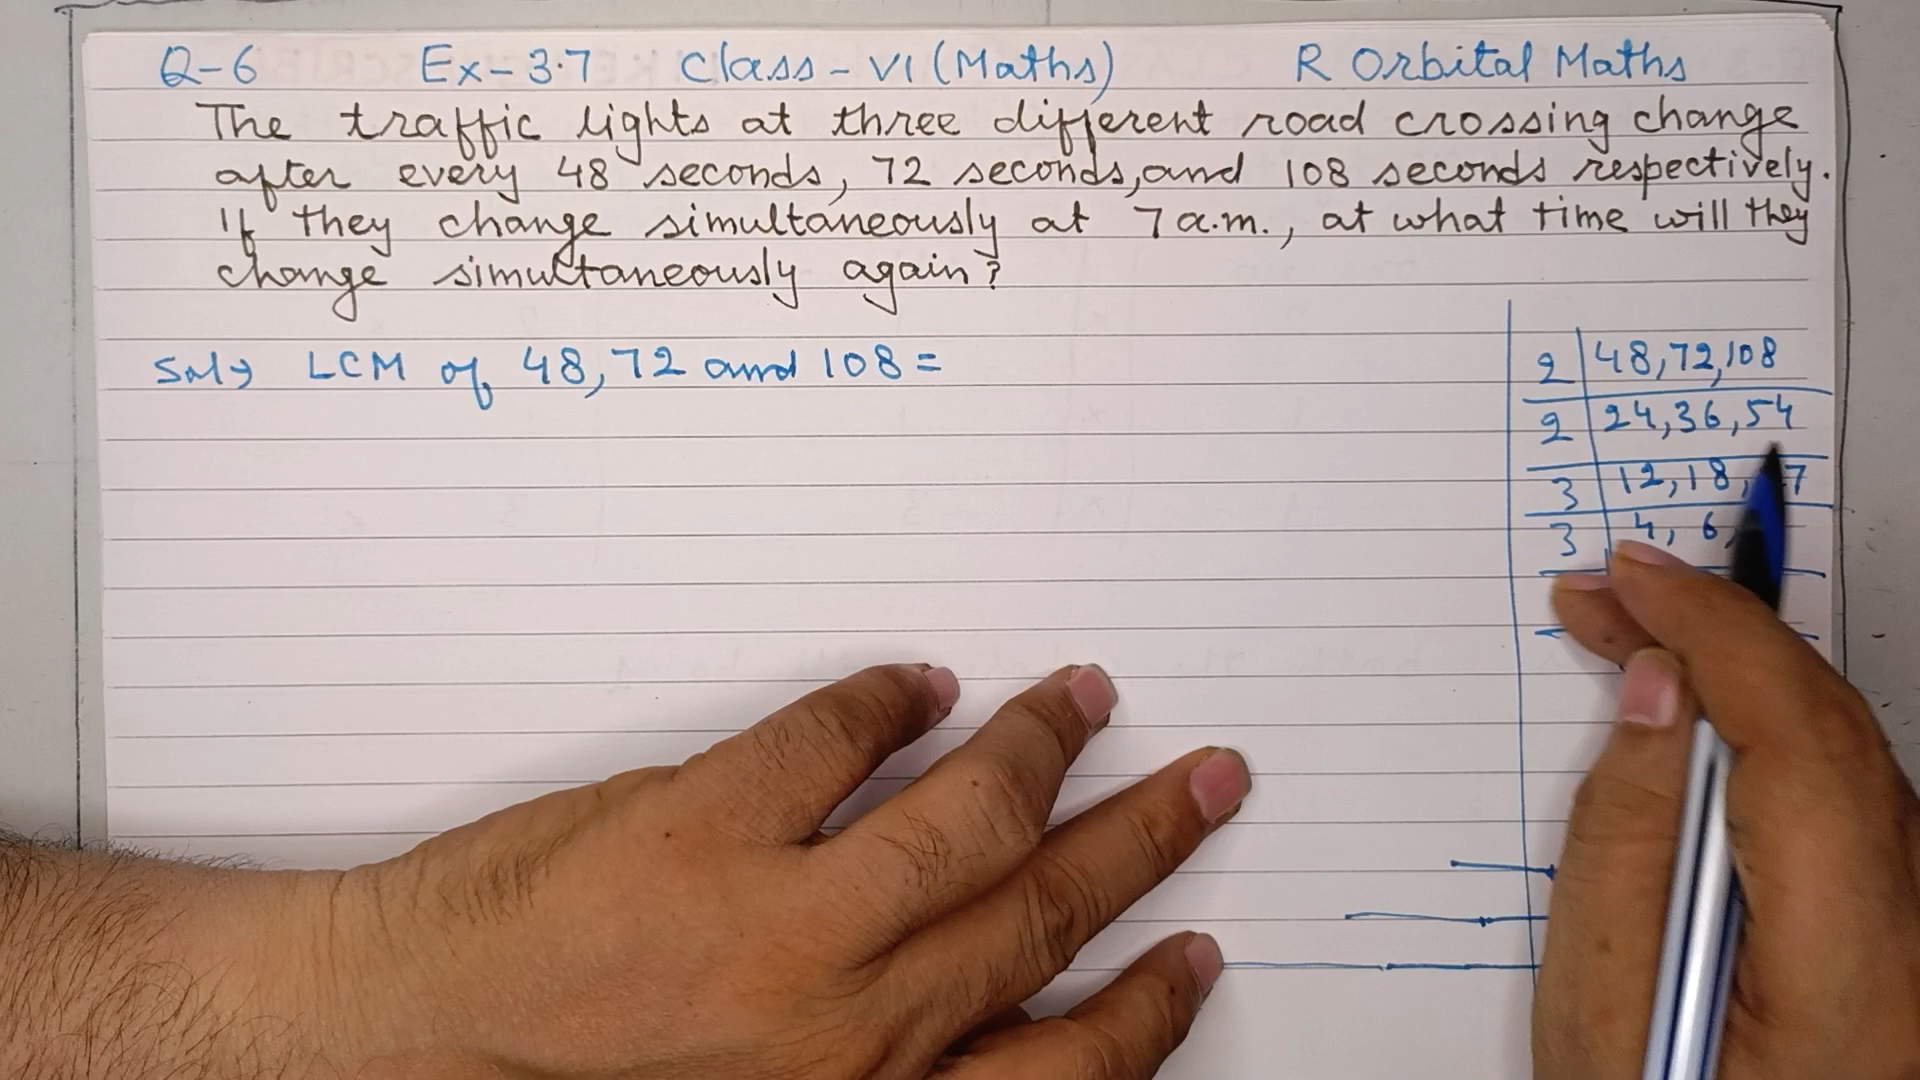 Q-6 Ex-3.7 Class-VI (Maths) R Orbital Maths
The traffic lights at three different road crossing change
after every 48 seconds, 72 seconds, and 108 seconds respectively.
If they change simultaneously at 7 a.m., at what time will they
change simultaneously again?
Sol→ LCM of 48, 72 and 108 =
2 48, 72, 108
2 24, 36, 54
3 12, 18, 7
3 4, 6,